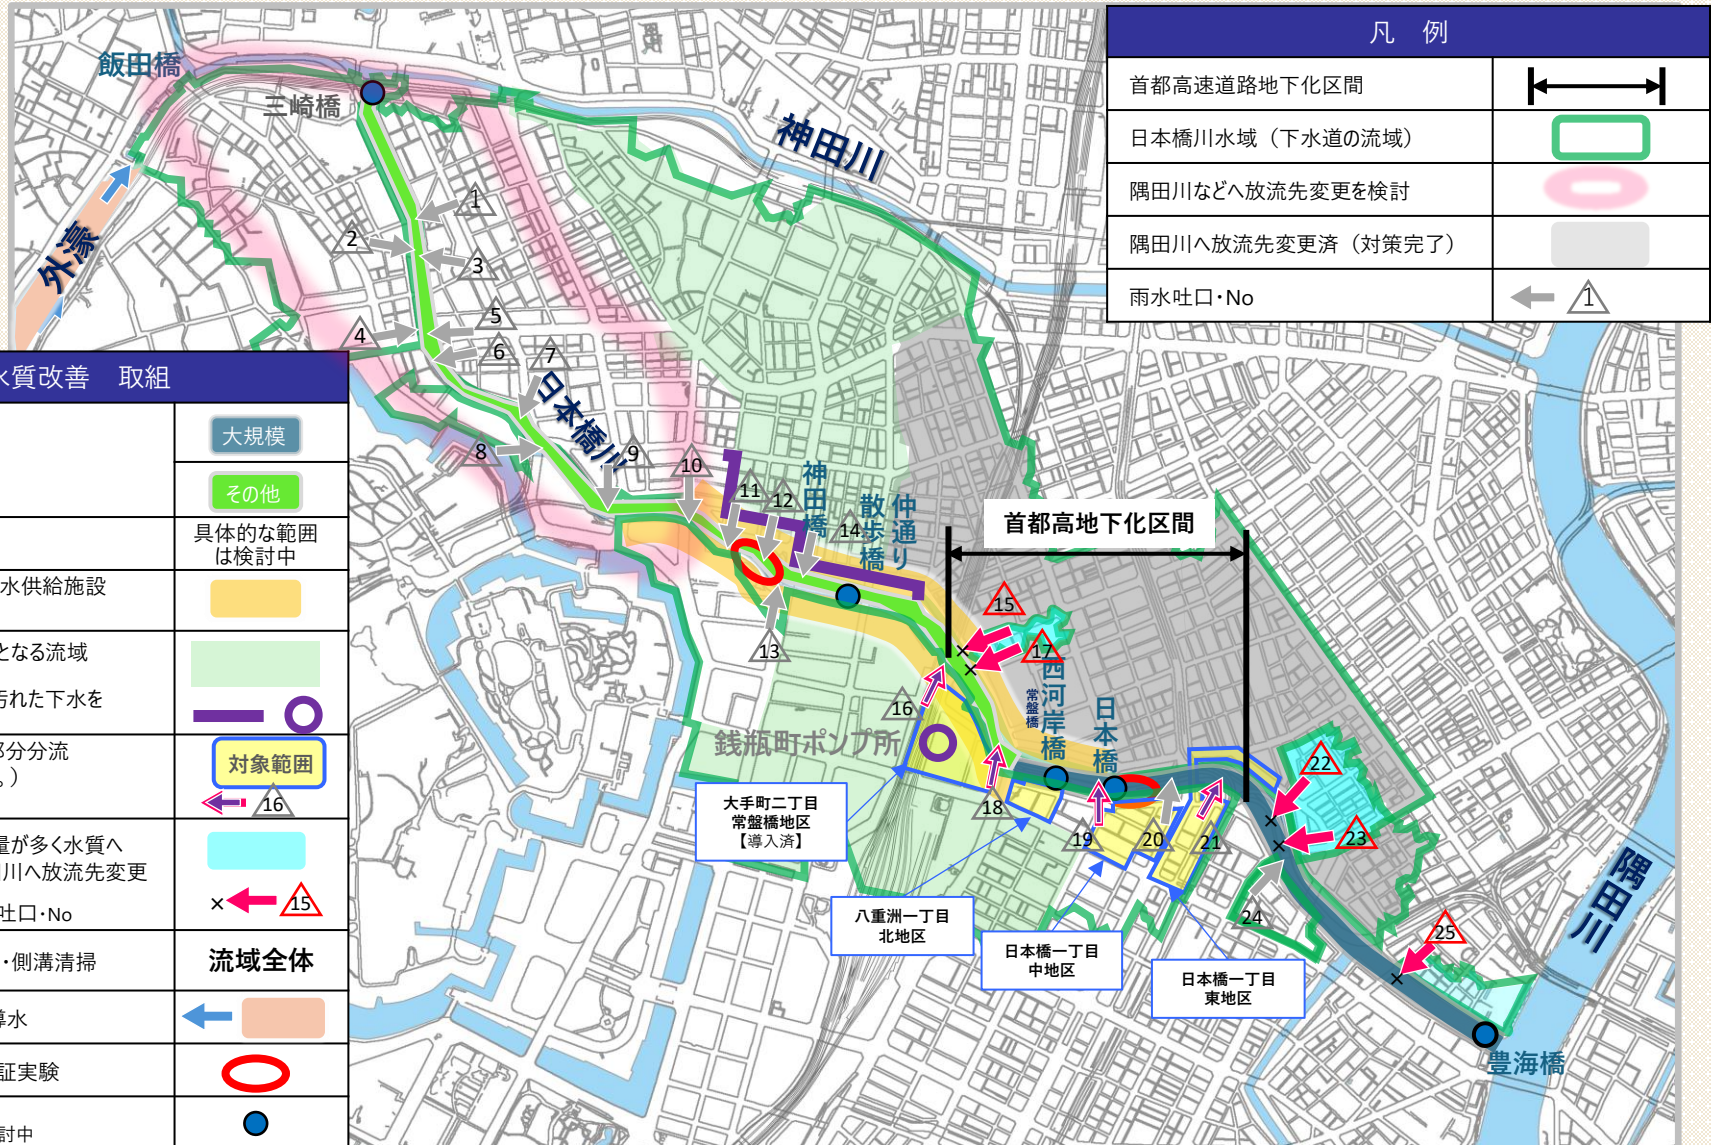 凡 例
首都高速道路地下化区間
日本橋川水域（下水道の流域）
隅田川などへ放流先変更を検討
隅田川へ放流先変更済（対策完了）
雨水吐口・No
1
水質改善 取組
大規模
その他
具体的な範囲
は検討中
水供給施設
となる流域
汚れた下水を
部分分流
。）
対象範囲
16
量が多く水質へ
川へ放流先変更
吐口・No
15
・側溝清掃
流域全体
導水
証実験
討中
飯田橋
三崎橋
神田川
外濠
日本橋川
1
2
3
4
5
6
7
8
9
10
11
12
13
14
神田橋
仲通り
散歩橋
首都高地下化区間
15
17
16
常盤橋
西河岸橋
日本橋
銭瓶町ポンプ所
18
19
20
21
22
23
24
25
大手町二丁目
常盤橋地区
【導入済】
八重洲一丁目
北地区
日本橋一丁目
中地区
日本橋一丁目
東地区
隅田川
豊海橋